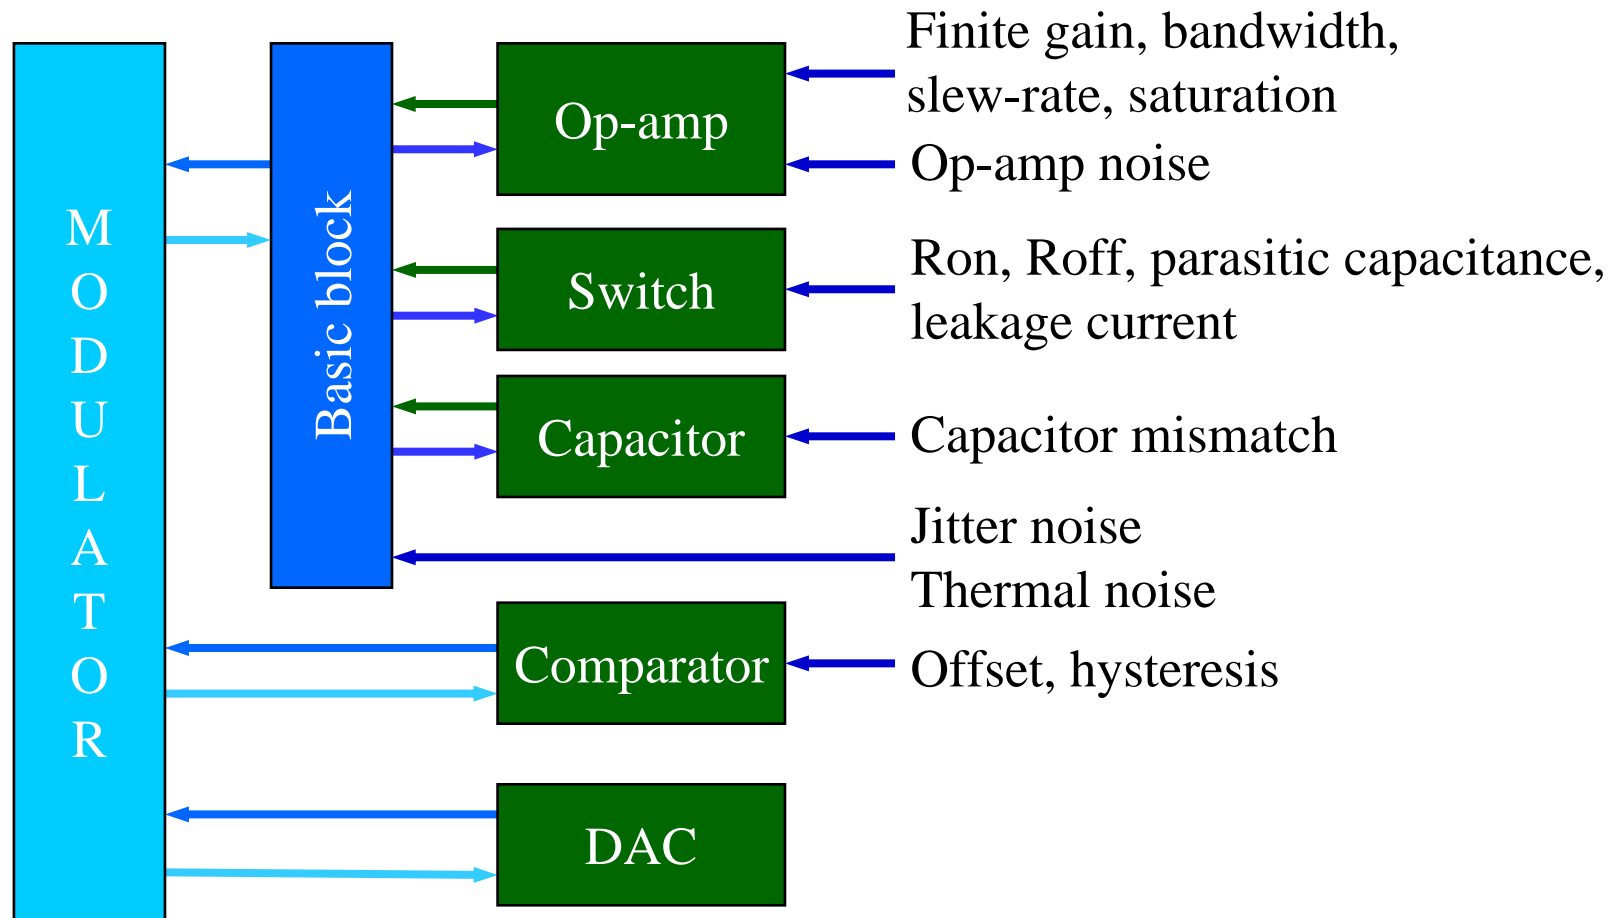 MODULATOR
Basic block
Op-amp
Finite gain, bandwidth,
slew-rate, saturation
Op-amp noise
Switch
Ron, Roff, parasitic capacitance,
leakage current
Capacitor
Capacitor mismatch
Jitter noise
Thermal noise
Comparator
Offset, hysteresis
DAC